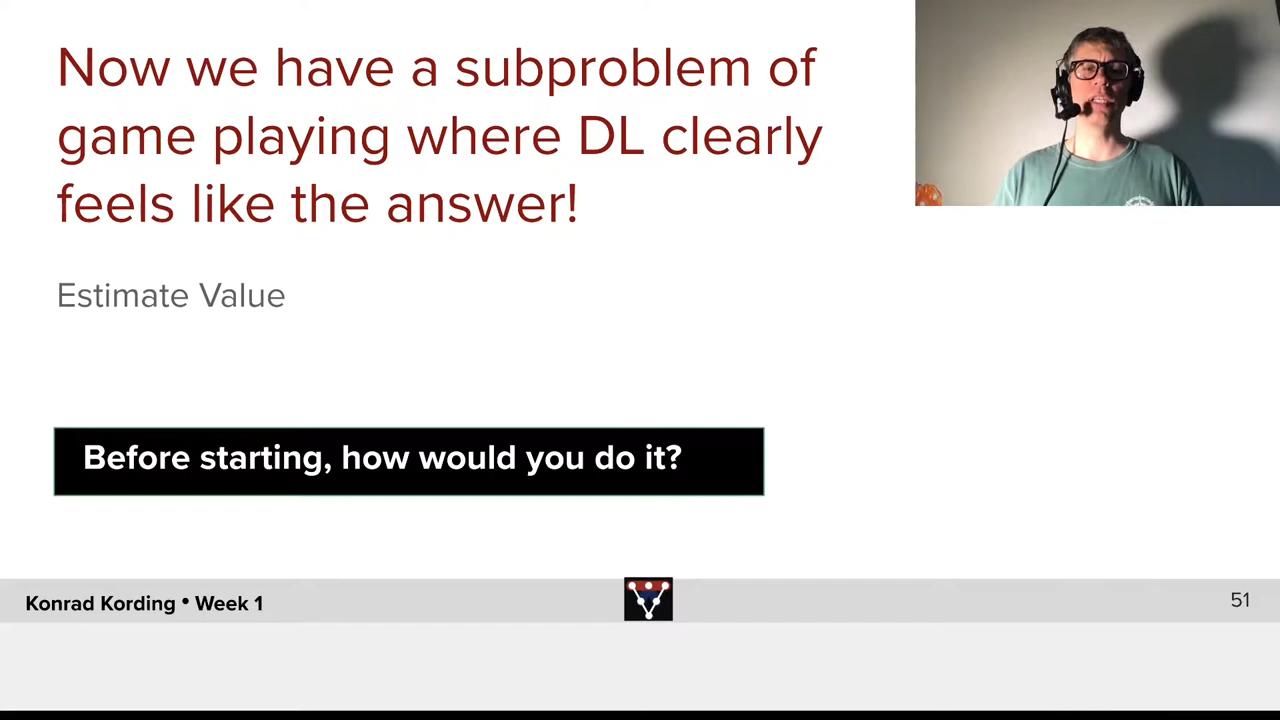 Now we have a subproblem of
game playing where DL clearly
feels like the answer!
Estimate Value
Before starting, how would you do it?
Konrad Kording • Week 1
51